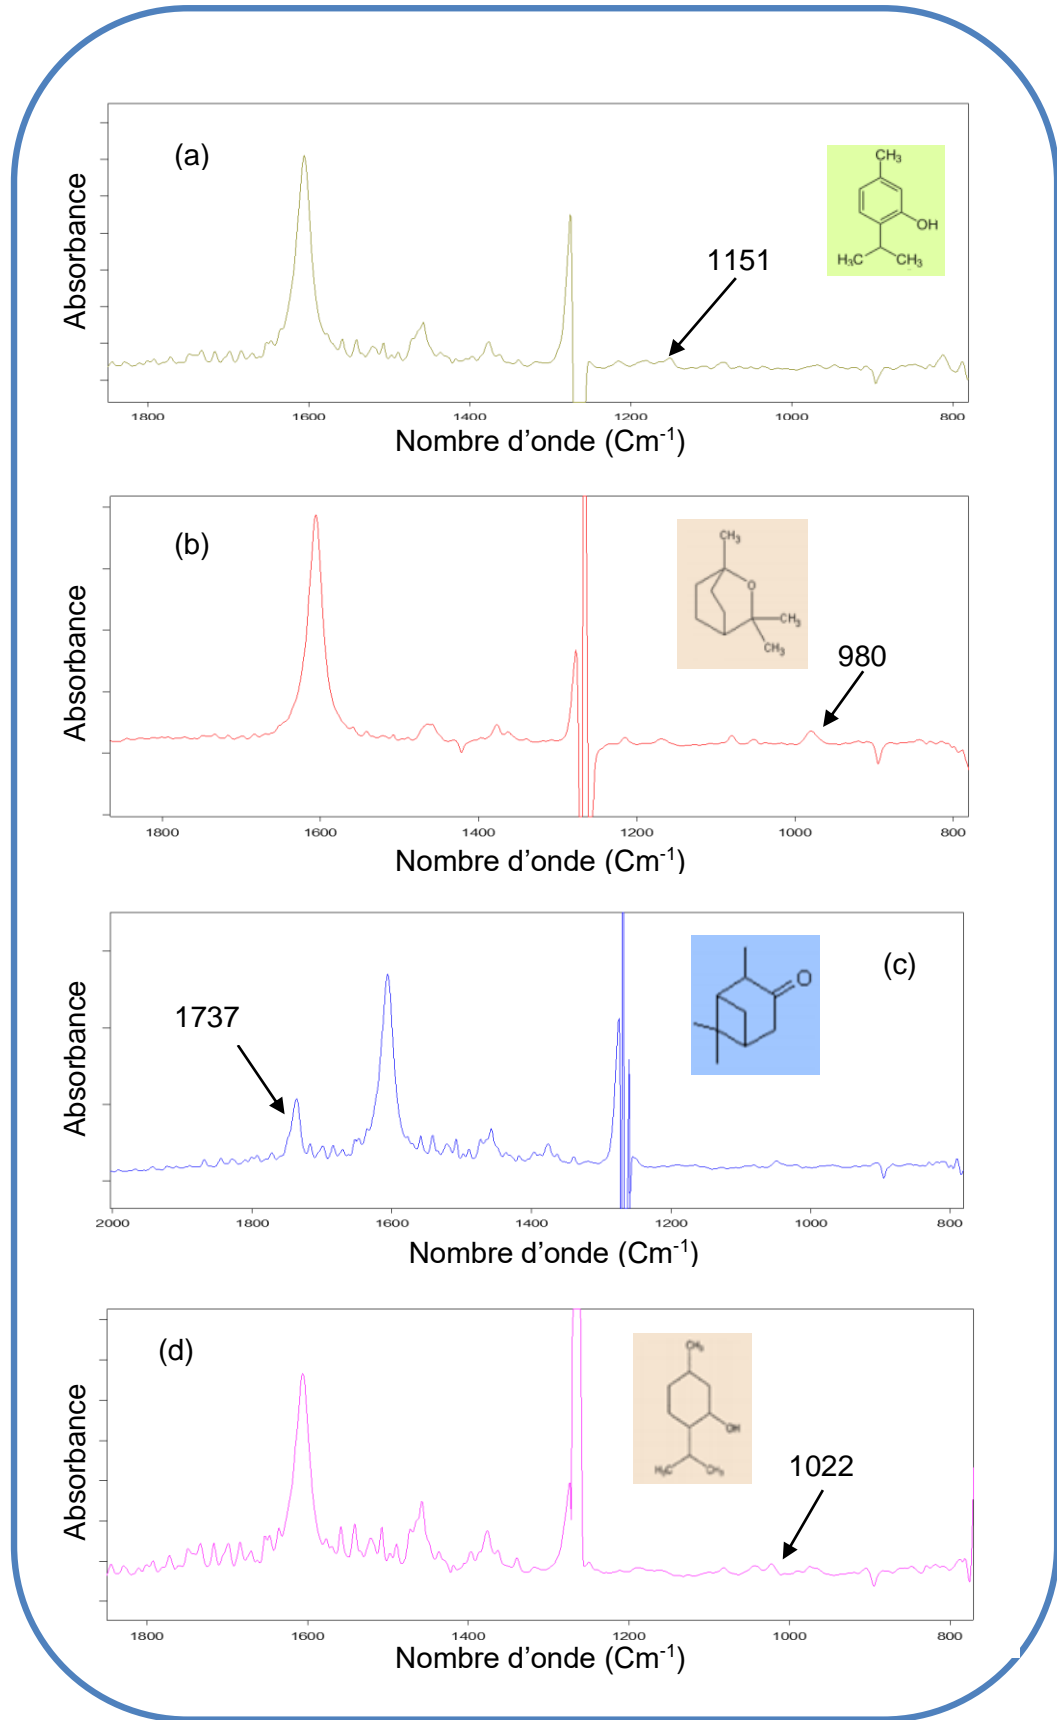 (a)
Absorbance
CH₃
OH
H₃C CH₃
1151
1800 1600 1400 1200 1000 800
Nombre d’onde (Cm⁻¹)
(b)
Absorbance
CH₃
O
CH₃
CH₃
980
1800 1600 1400 1200 1000 800
Nombre d’onde (Cm⁻¹)
(c)
Absorbance
O
1737
2000 1800 1600 1400 1200 1000 800
Nombre d’onde (Cm⁻¹)
(d)
Absorbance
CH₃
OH
H₃C CH₃
1022
1800 1600 1400 1200 1000 800
Nombre d’onde (Cm⁻¹)